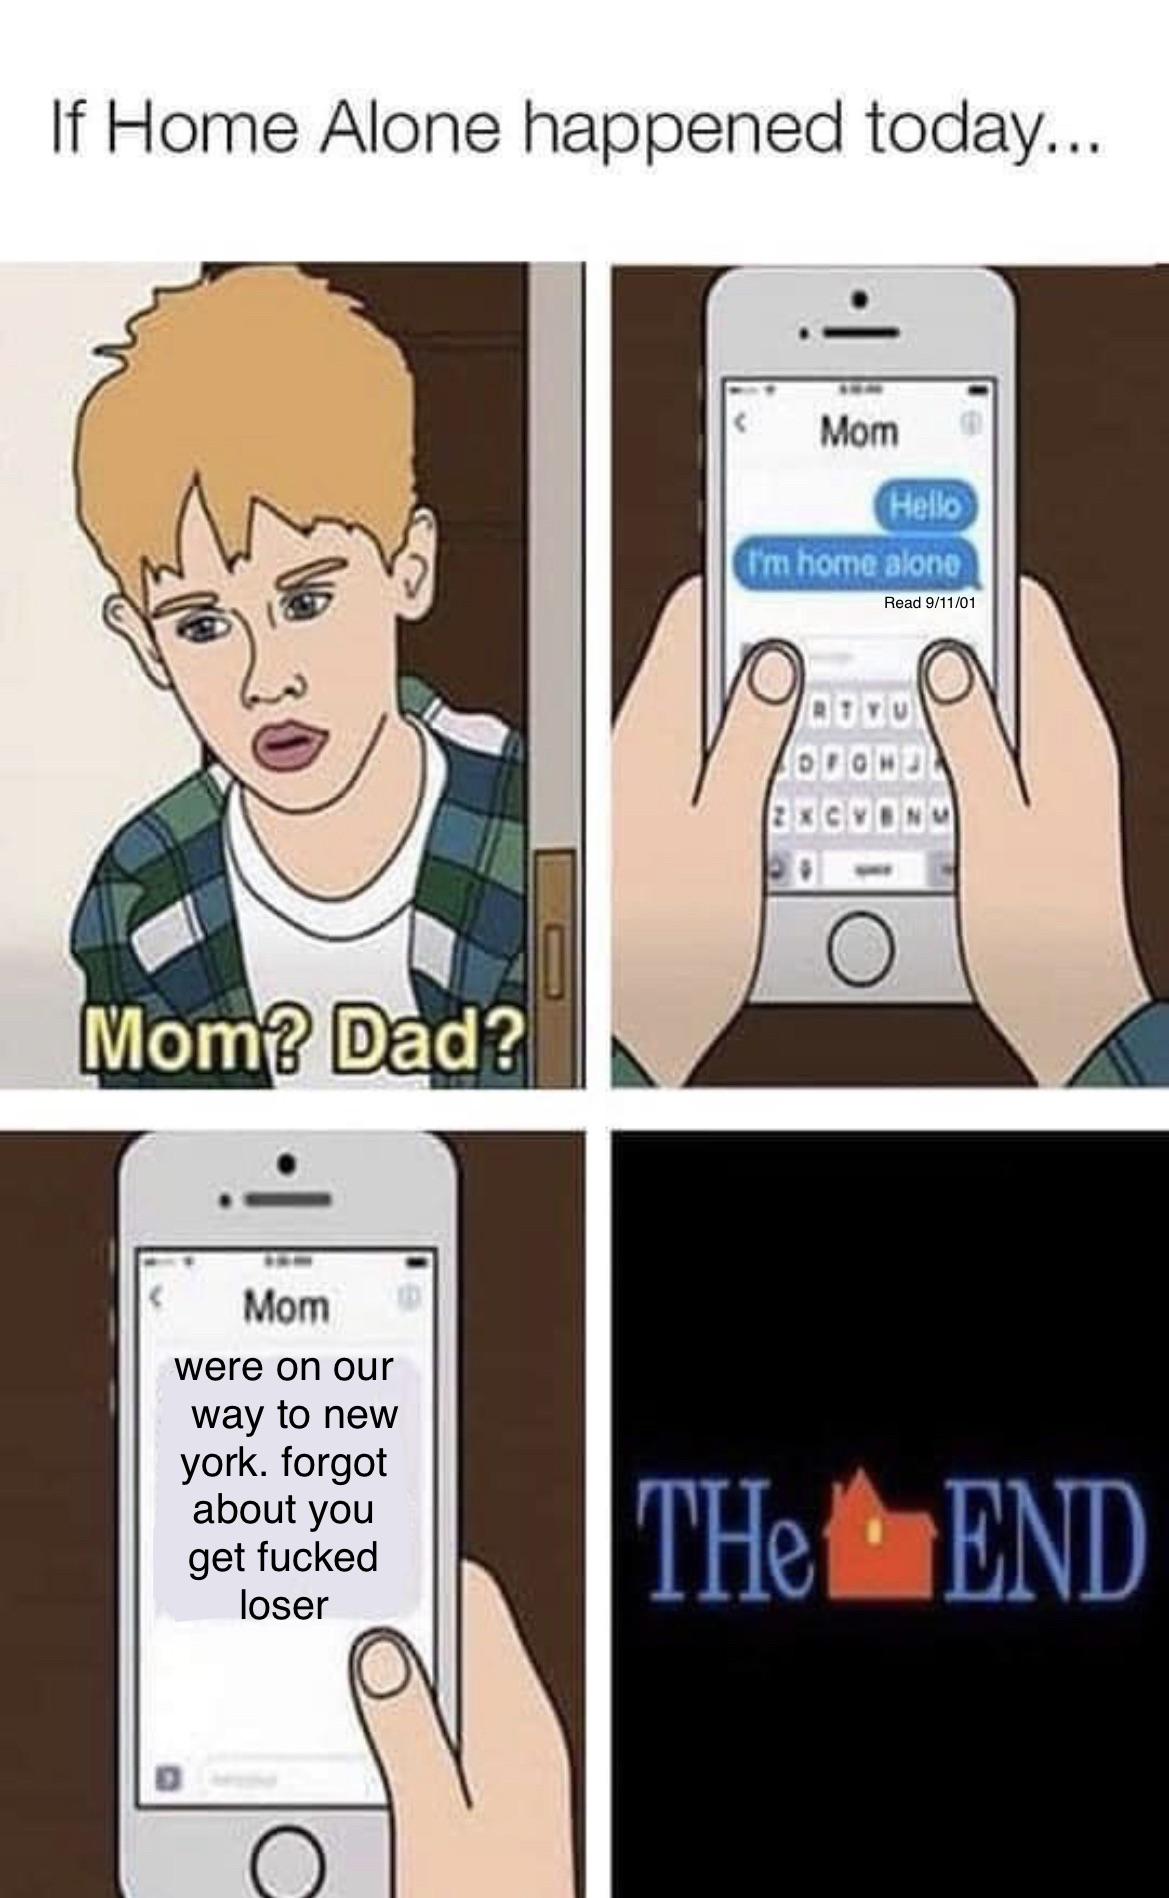 If Home Alone happened today...
Mom? Dad?
Mom
Hello
I'm home alone
Read 9/11/01
R T Y U
D F G H J
Z X C V B N M
space
Mom
were on our
way to new
york. forgot
about you
get fucked
loser
THe END